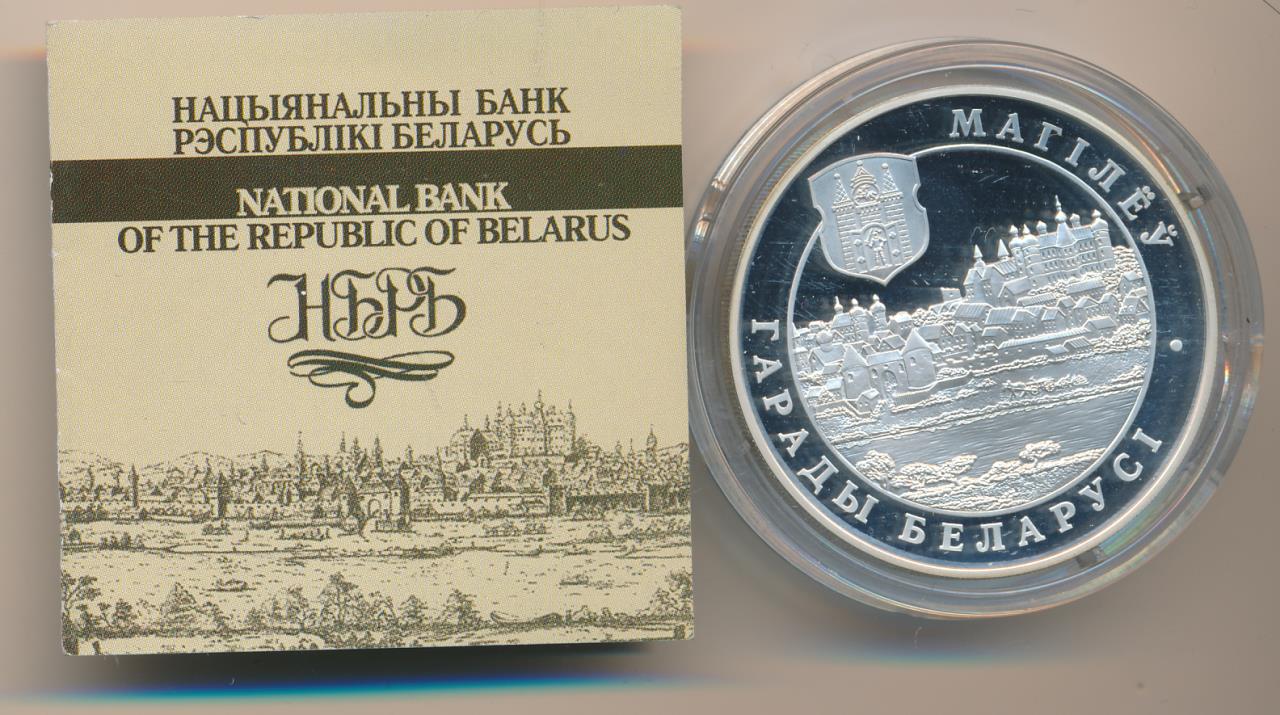 НАЦЫЯНАЛЬНЫ БАНК
РЭСПУБЛІКІ БЕЛАРУСЬ
NATIONAL BANK
OF THE REPUBLIC OF BELARUS
НБРБ
МАГІЛЁЎ
ГАРАДЫ БЕЛАРУСІ